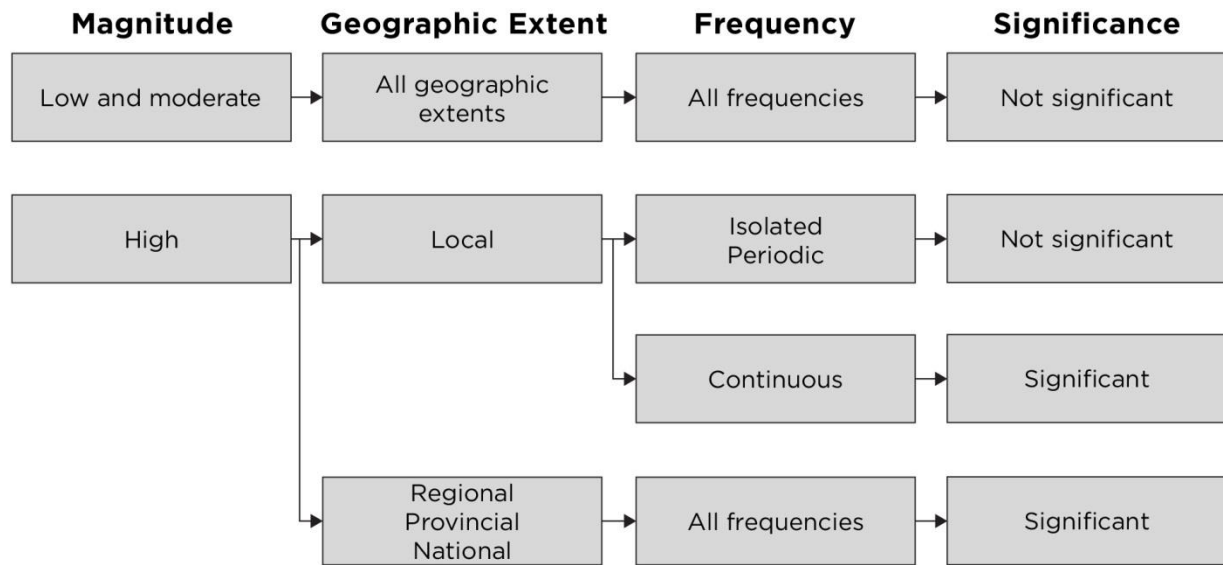 Magnitude
Geographic Extent
Frequency
Significance
Low and moderate
All geographic
extents
All frequencies
Not significant
High
Local
Isolated
Periodic
Not significant
Continuous
Significant
Regional
Provincial
National
All frequencies
Significant